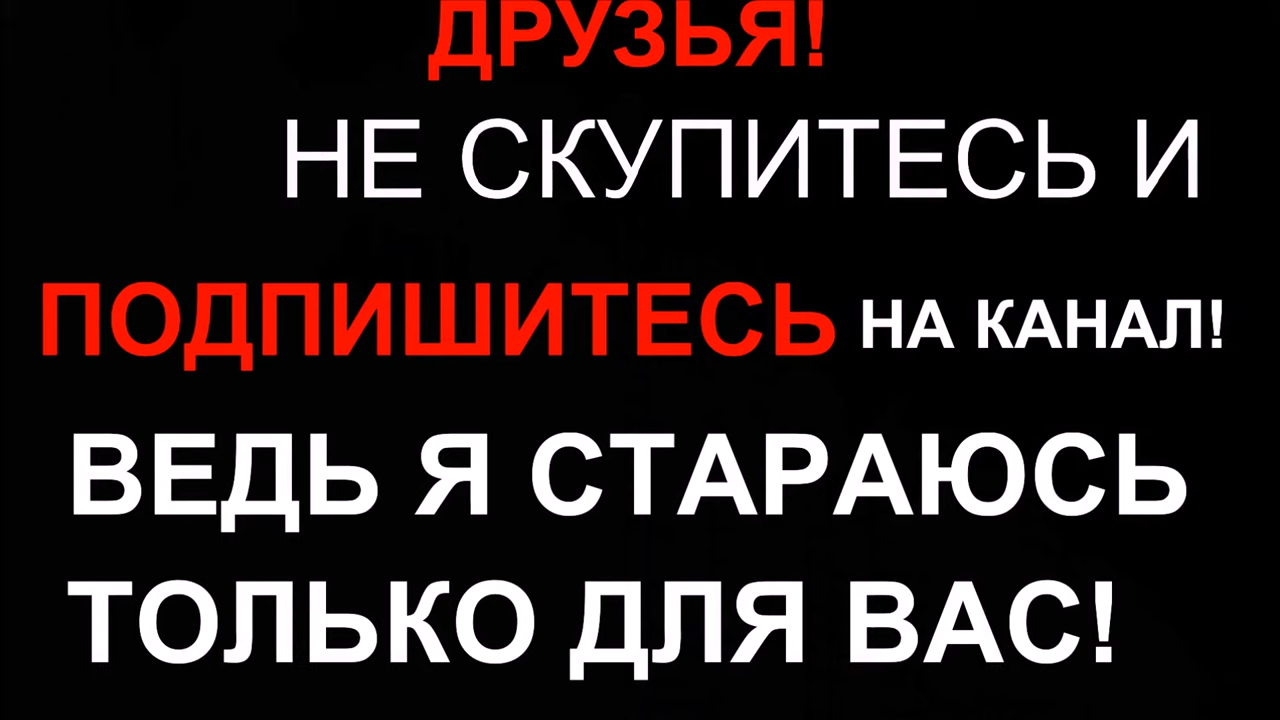 ДРУЗЬЯ!
НЕ СКУПИТЕСЬ И
ПОДПИШИТЕСЬ НА КАНАЛ!
ВЕДЬ Я СТАРАЮСЬ
ТОЛЬКО ДЛЯ ВАС!